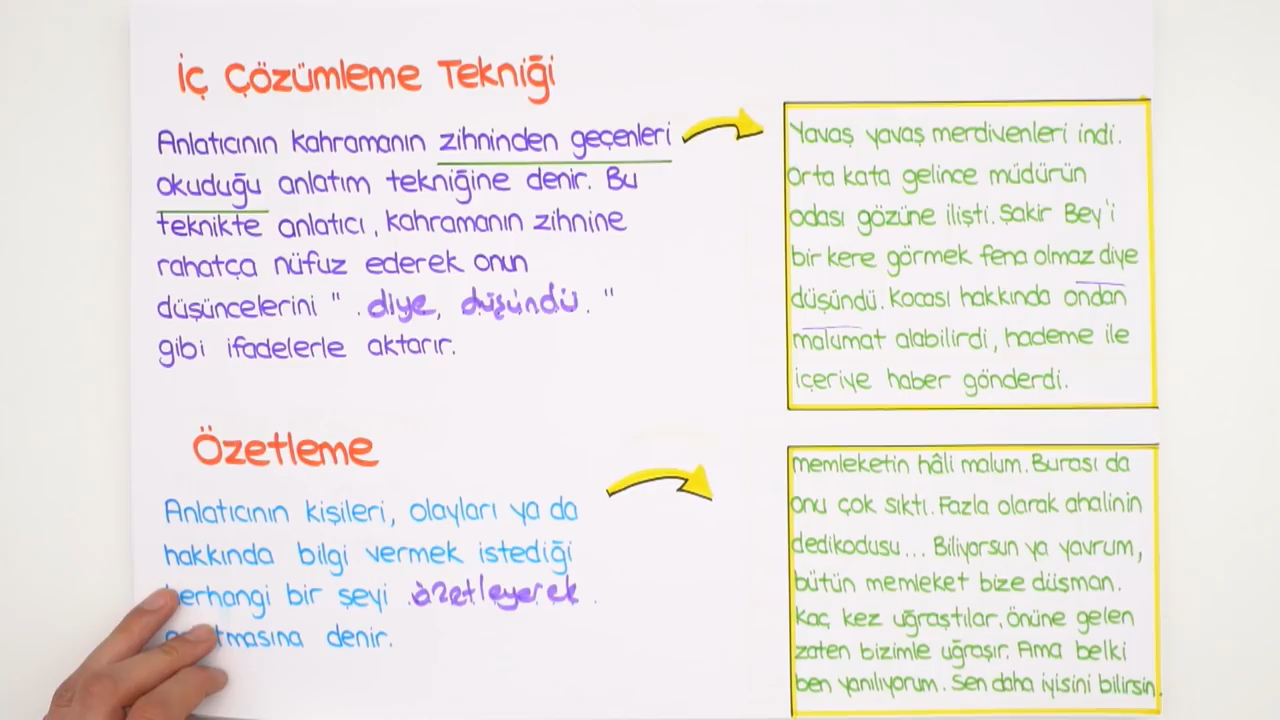 İç Çözümleme Tekniği
Anlatıcının kahramanın zihninden geçenleri
okuduğu anlatım tekniğine denir. Bu
teknikte anlatıcı, kahramanın zihnine
rahatça nüfuz ederek onun
düşüncelerini " . diye, düşündü . "
gibi ifadelerle aktarır.
Yavaş yavaş merdivenleri indi.
Orta kata gelince müdürün
odası gözüne ilişti. Şakir Bey'i
bir kere görmek fena olmaz diye
düşündü. Kocası hakkında ondan
malumat alabilirdi, hademe ile
içeriye haber gönderdi.
Özetleme
Anlatıcının kişileri, olayları ya da
hakkında bilgi vermek istediği
herhangi bir şeyi .özetleyerek .
denir.
memleketin hâli malum. Burası da
onu çok sıktı. Fazla olarak ahalinin
dedikodusu... Biliyorsun ya yavrum,
bütün memleket bize düşman.
Kaç kez uğraştılar, önüne gelen
zaten bizimle uğraşır. Ama belki
ben yanılıyorum. Sen daha iyisini bilirsin.